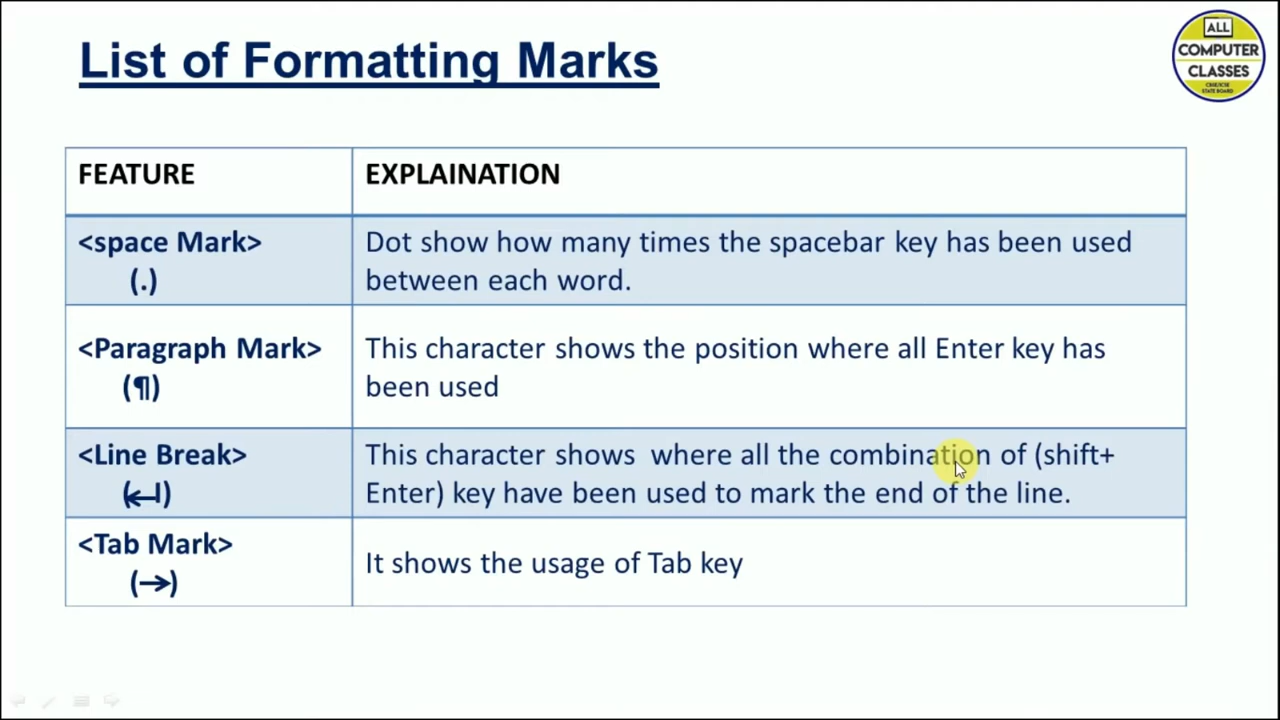 List of Formatting Marks
ALL
COMPUTER
CLASSES
FEATURE
EXPLAINATION
<space Mark>
(.)
Dot show how many times the spacebar key has been used
between each word.
<Paragraph Mark>
(¶)
This character shows the position where all Enter key has
been used
<Line Break>
(↵)
This character shows  where all the combination of (shift+
Enter) key have been used to mark the end of the line.
<Tab Mark>
(→)
It shows the usage of Tab key